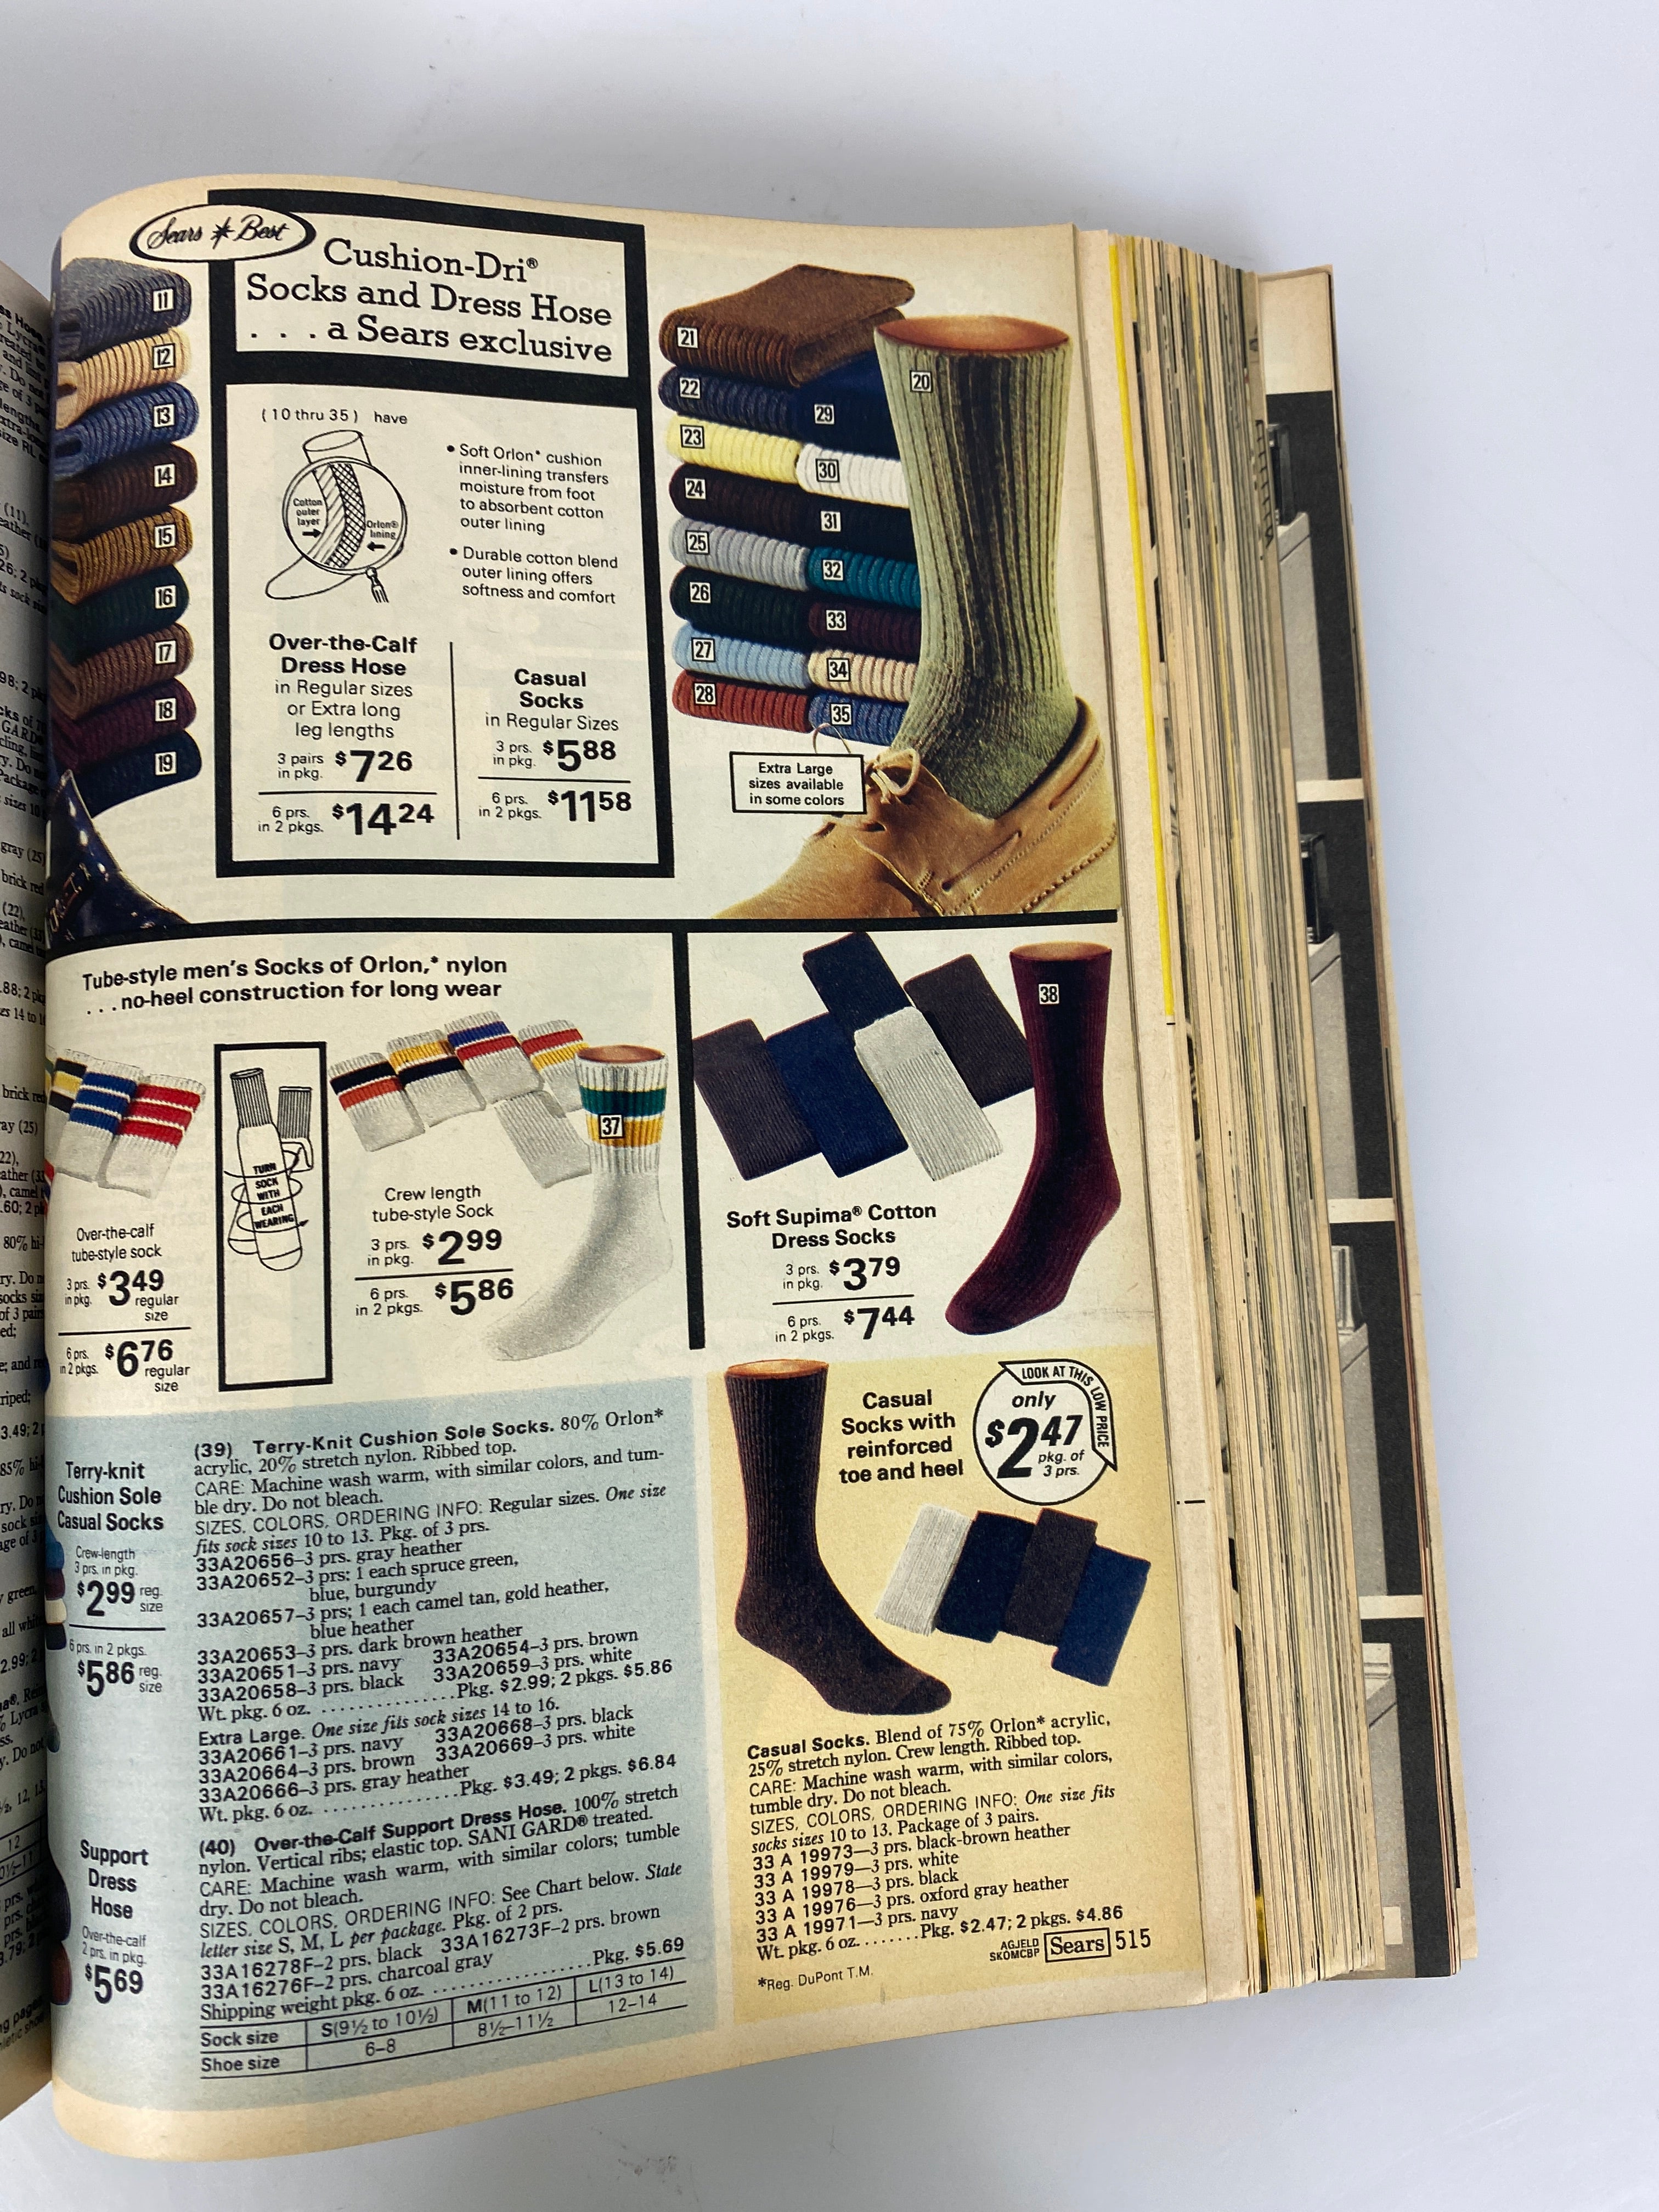 Sears Best
Cushion-Dri®
Socks and Dress Hose
. . . a Sears exclusive
11
12
13
14
15
16
17
18
19
(10 thru 35) have
Cotton
outer
layer
Orlon®
lining
• Soft Orlon* cushion
inner-lining transfers
moisture from foot
to absorbent cotton
outer lining
• Durable cotton blend
outer lining offers
softness and comfort
Over-the-Calf
Dress Hose
in Regular sizes
or Extra long
leg lengths
3 pairs
in pkg. $7 26
6 prs.
in 2 pkgs. $14 24
Casual
Socks
in Regular Sizes
3 prs.
in pkg. $5 88
6 prs.
in 2 pkgs. $11 58
20
21
22
23
24
25
26
27
28
29
30
31
32
33
34
35
Extra Large
sizes available
in some colors
Tube-style men's Socks of Orlon,* nylon
. . . no-heel construction for long wear
Over-the-calf
tube-style sock
3 prs.
in pkg. $3 49
regular
size
6 prs.
in 2 pkgs. $6 76
regular
size
TURN
SOCK
WITH
EACH
WEARING
37
Crew length
tube-style Sock
3 prs.
in pkg. $2 99
6 prs.
in 2 pkgs. $5 86
38
Soft Supima® Cotton
Dress Socks
3 prs.
in pkg. $3 79
6 prs.
in 2 pkgs. $7 44
Terry-knit
Cushion Sole
Casual Socks
Crew-length
3 prs. in pkg.
$2 99 reg.
size
6 prs. in 2 pkgs.
$5 86 reg.
size
(39) Terry-Knit Cushion Sole Socks. 80% Orlon*
acrylic, 20% stretch nylon. Ribbed top.
CARE: Machine wash warm, with similar colors, and tum-
ble dry. Do not bleach.
SIZES, COLORS, ORDERING INFO: Regular sizes. One size
fits sock sizes 10 to 13. Pkg. of 3 prs.
33A20656–3 prs. gray heather
33A20652–3 prs: 1 each spruce green,
blue, burgundy
33A20657–3 prs; 1 each camel tan, gold heather,
blue heather
33A20653–3 prs. dark brown heather
33A20651–3 prs. navy 33A20654–3 prs. brown
33A20658–3 prs. black 33A20659–3 prs. white
Wt. pkg. 6 oz. . . . . . . . . . . . . . Pkg. $2.99; 2 pkgs. $5.86
Extra Large. One size fits sock sizes 14 to 16.
33A20661–3 prs. navy 33A20668–3 prs. black
33A20664–3 prs. brown 33A20669–3 prs. white
33A20666–3 prs. gray heather
Wt. pkg. 6 oz. . . . . . . . . . . . . . Pkg. $3.49; 2 pkgs. $6.84
Support
Dress
Hose
Over-the-calf
2 prs. in pkg.
$5 69
(40) Over-the-Calf Support Dress Hose. 100% stretch
nylon. Vertical ribs; elastic top. SANI GARD® treated.
CARE: Machine wash warm, with similar colors; tumble
dry. Do not bleach.
SIZES, COLORS, ORDERING INFO: See Chart below. State
letter size S, M, L per package. Pkg. of 2 prs.
33A16278F–2 prs. black 33A16273F–2 prs. brown
33A16276F–2 prs. charcoal gray
Shipping weight pkg. 6 oz. . . . . . . . . . . . . . Pkg. $5.69
Sock size S(9½ to 10½) M(11 to 12) L(13 to 14)
Shoe size 6–8 8½–11½ 12–14
Casual
Socks with
reinforced
toe and heel
LOOK AT THIS LOW PRICE
only
$2 47
pkg. of
3 prs.
Casual Socks. Blend of 75% Orlon* acrylic,
25% stretch nylon. Crew length. Ribbed top.
CARE: Machine wash warm, with similar colors,
tumble dry. Do not bleach.
SIZES, COLORS, ORDERING INFO: One size fits
socks sizes 10 to 13. Package of 3 pairs.
33 A 19973—3 prs. black-brown heather
33 A 19979—3 prs. white
33 A 19978—3 prs. black
33 A 19976—3 prs. oxford gray heather
33 A 19971—3 prs. navy
Wt. pkg. 6 oz. . . . . . . . Pkg. $2.47; 2 pkgs. $4.86
AGJELD
SKOMCBP Sears 515
*Reg. DuPont T.M.